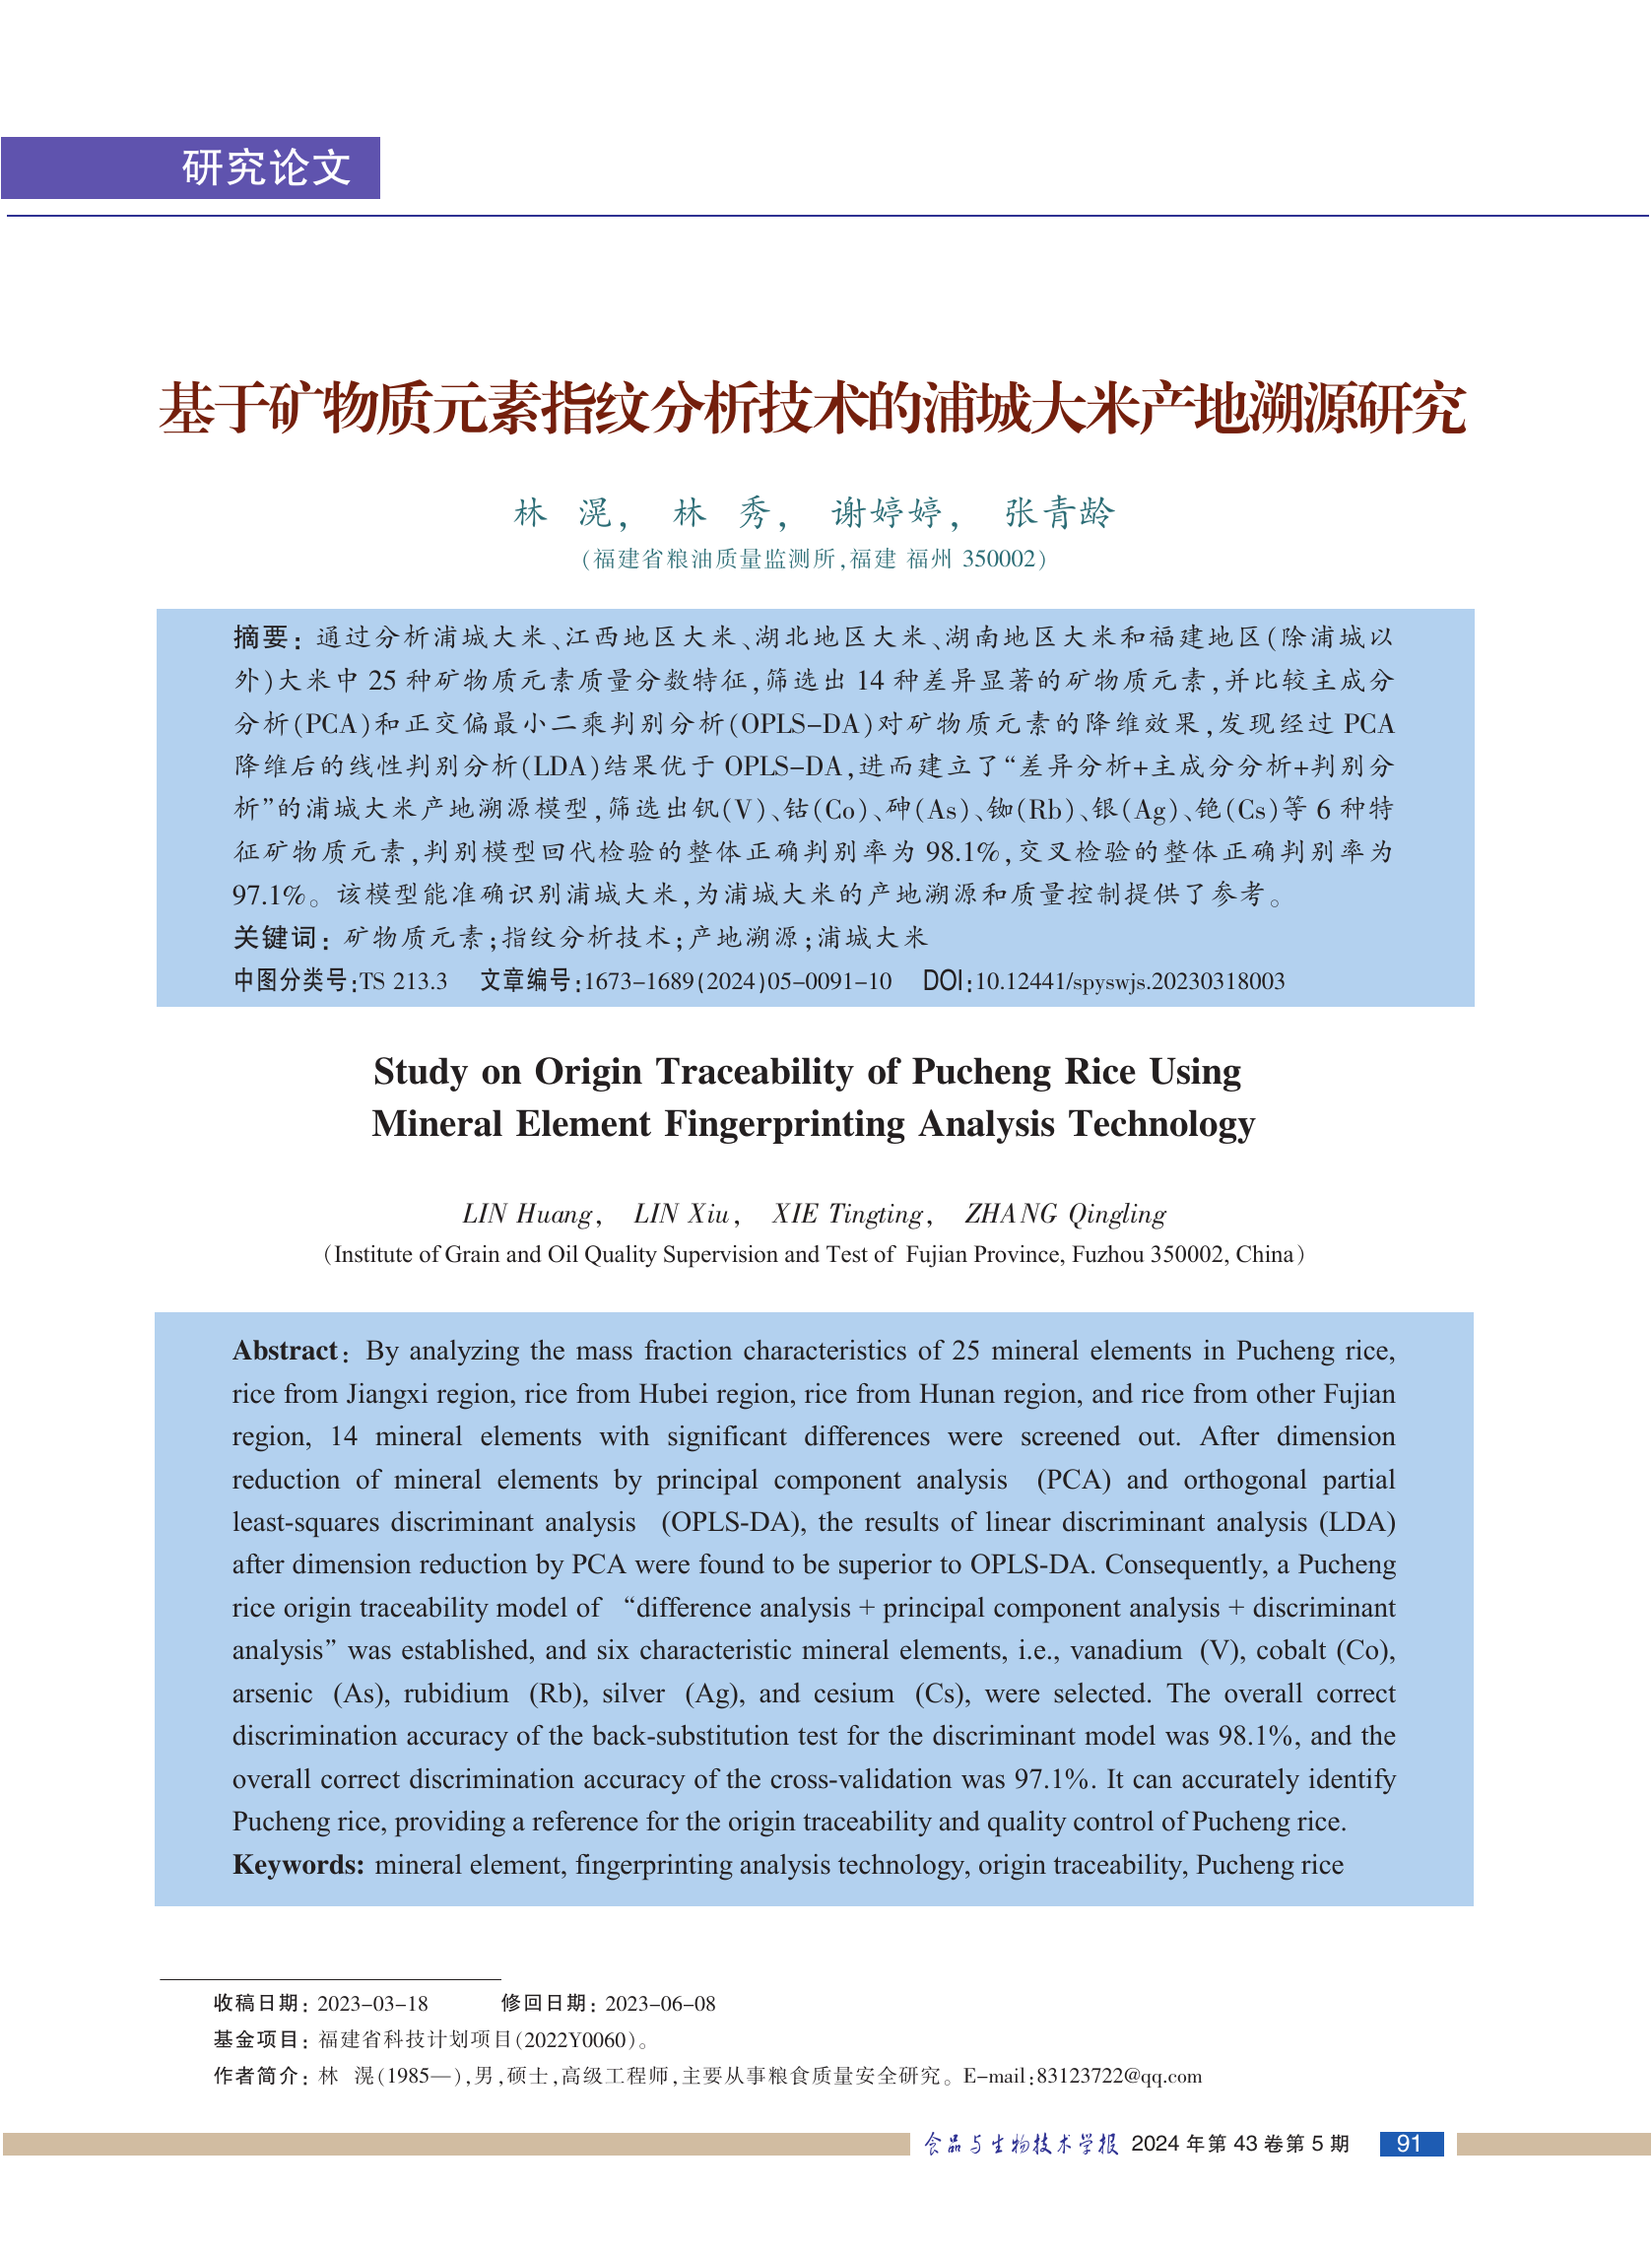 研究论文
基于矿物质元素指纹分析技术的浦城大米产地溯源研究
林 滉， 林 秀， 谢婷婷， 张青龄
(福建省粮油质量监测所,福建 福州 350002)
摘要: 通过分析浦城大米、江西地区大米、湖北地区大米、湖南地区大米和福建地区(除浦城以
外)大米中 25 种矿物质元素质量分数特征,筛选出 14 种差异显著的矿物质元素,并比较主成分
分析(PCA)和正交偏最小二乘判别分析(OPLS-DA)对矿物质元素的降维效果,发现经过 PCA
降维后的线性判别分析(LDA)结果优于 OPLS-DA,进而建立了“差异分析+主成分分析+判别分
析”的浦城大米产地溯源模型,筛选出钒(V)、钴(Co)、砷(As)、铷(Rb)、银(Ag)、铯(Cs)等 6 种特
征矿物质元素,判别模型回代检验的整体正确判别率为 98.1%,交叉检验的整体正确判别率为
97.1%。该模型能准确识别浦城大米,为浦城大米的产地溯源和质量控制提供了参考。
关键词: 矿物质元素;指纹分析技术;产地溯源;浦城大米
中图分类号:TS 213.3 文章编号:1673-1689(2024)05-0091-10 DOI:10.12441/spyswjs.20230318003
Study on Origin Traceability of Pucheng Rice Using
Mineral Element Fingerprinting Analysis Technology
LIN Huang, LIN Xiu, XIE Tingting, ZHANG Qingling
(Institute of Grain and Oil Quality Supervision and Test of Fujian Province, Fuzhou 350002, China)
Abstract: By analyzing the mass fraction characteristics of 25 mineral elements in Pucheng rice,
rice from Jiangxi region, rice from Hubei region, rice from Hunan region, and rice from other Fujian
region, 14 mineral elements with significant differences were screened out. After dimension
reduction of mineral elements by principal component analysis (PCA) and orthogonal partial
least-squares discriminant analysis (OPLS-DA), the results of linear discriminant analysis (LDA)
after dimension reduction by PCA were found to be superior to OPLS-DA. Consequently, a Pucheng
rice origin traceability model of “difference analysis + principal component analysis + discriminant
analysis” was established, and six characteristic mineral elements, i.e., vanadium (V), cobalt (Co),
arsenic (As), rubidium (Rb), silver (Ag), and cesium (Cs), were selected. The overall correct
discrimination accuracy of the back-substitution test for the discriminant model was 98.1%, and the
overall correct discrimination accuracy of the cross-validation was 97.1%. It can accurately identify
Pucheng rice, providing a reference for the origin traceability and quality control of Pucheng rice.
Keywords: mineral element, fingerprinting analysis technology, origin traceability, Pucheng rice
收稿日期: 2023-03-18 修回日期: 2023-06-08
基金项目: 福建省科技计划项目(2022Y0060)。
作者简介: 林 滉(1985—),男,硕士,高级工程师,主要从事粮食质量安全研究。E-mail:83123722@qq.com
食品与生物技术学报 2024 年第 43 卷第 5 期 91